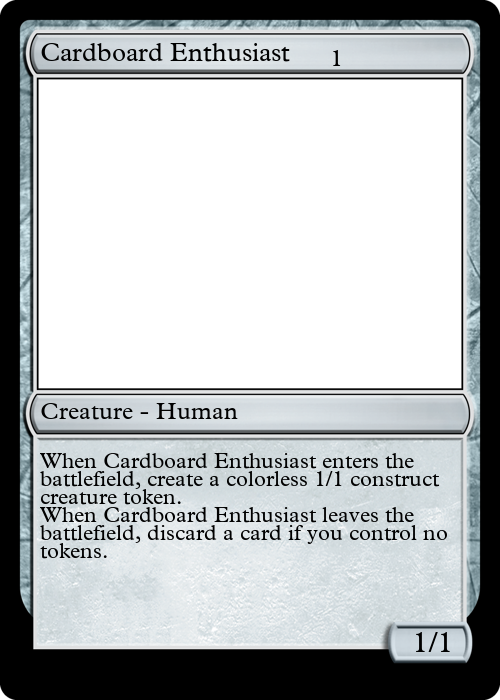 Cardboard Enthusiast 1
Creature - Human
When Cardboard Enthusiast enters the
battlefield, create a colorless 1/1 construct
creature token.
When Cardboard Enthusiast leaves the
battlefield, discard a card if you control no
tokens.
1/1